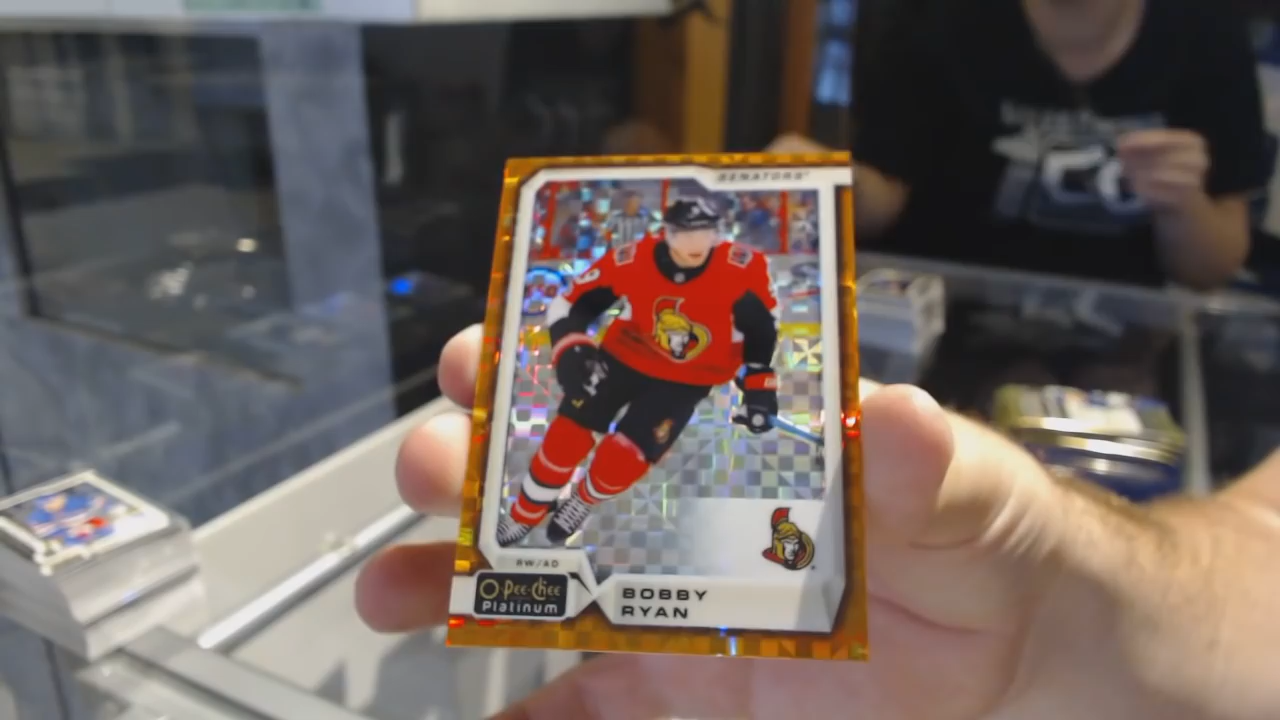 SENATORS
RW/AD
O-Pee-Chee
Platinum
BOBBY
RYAN